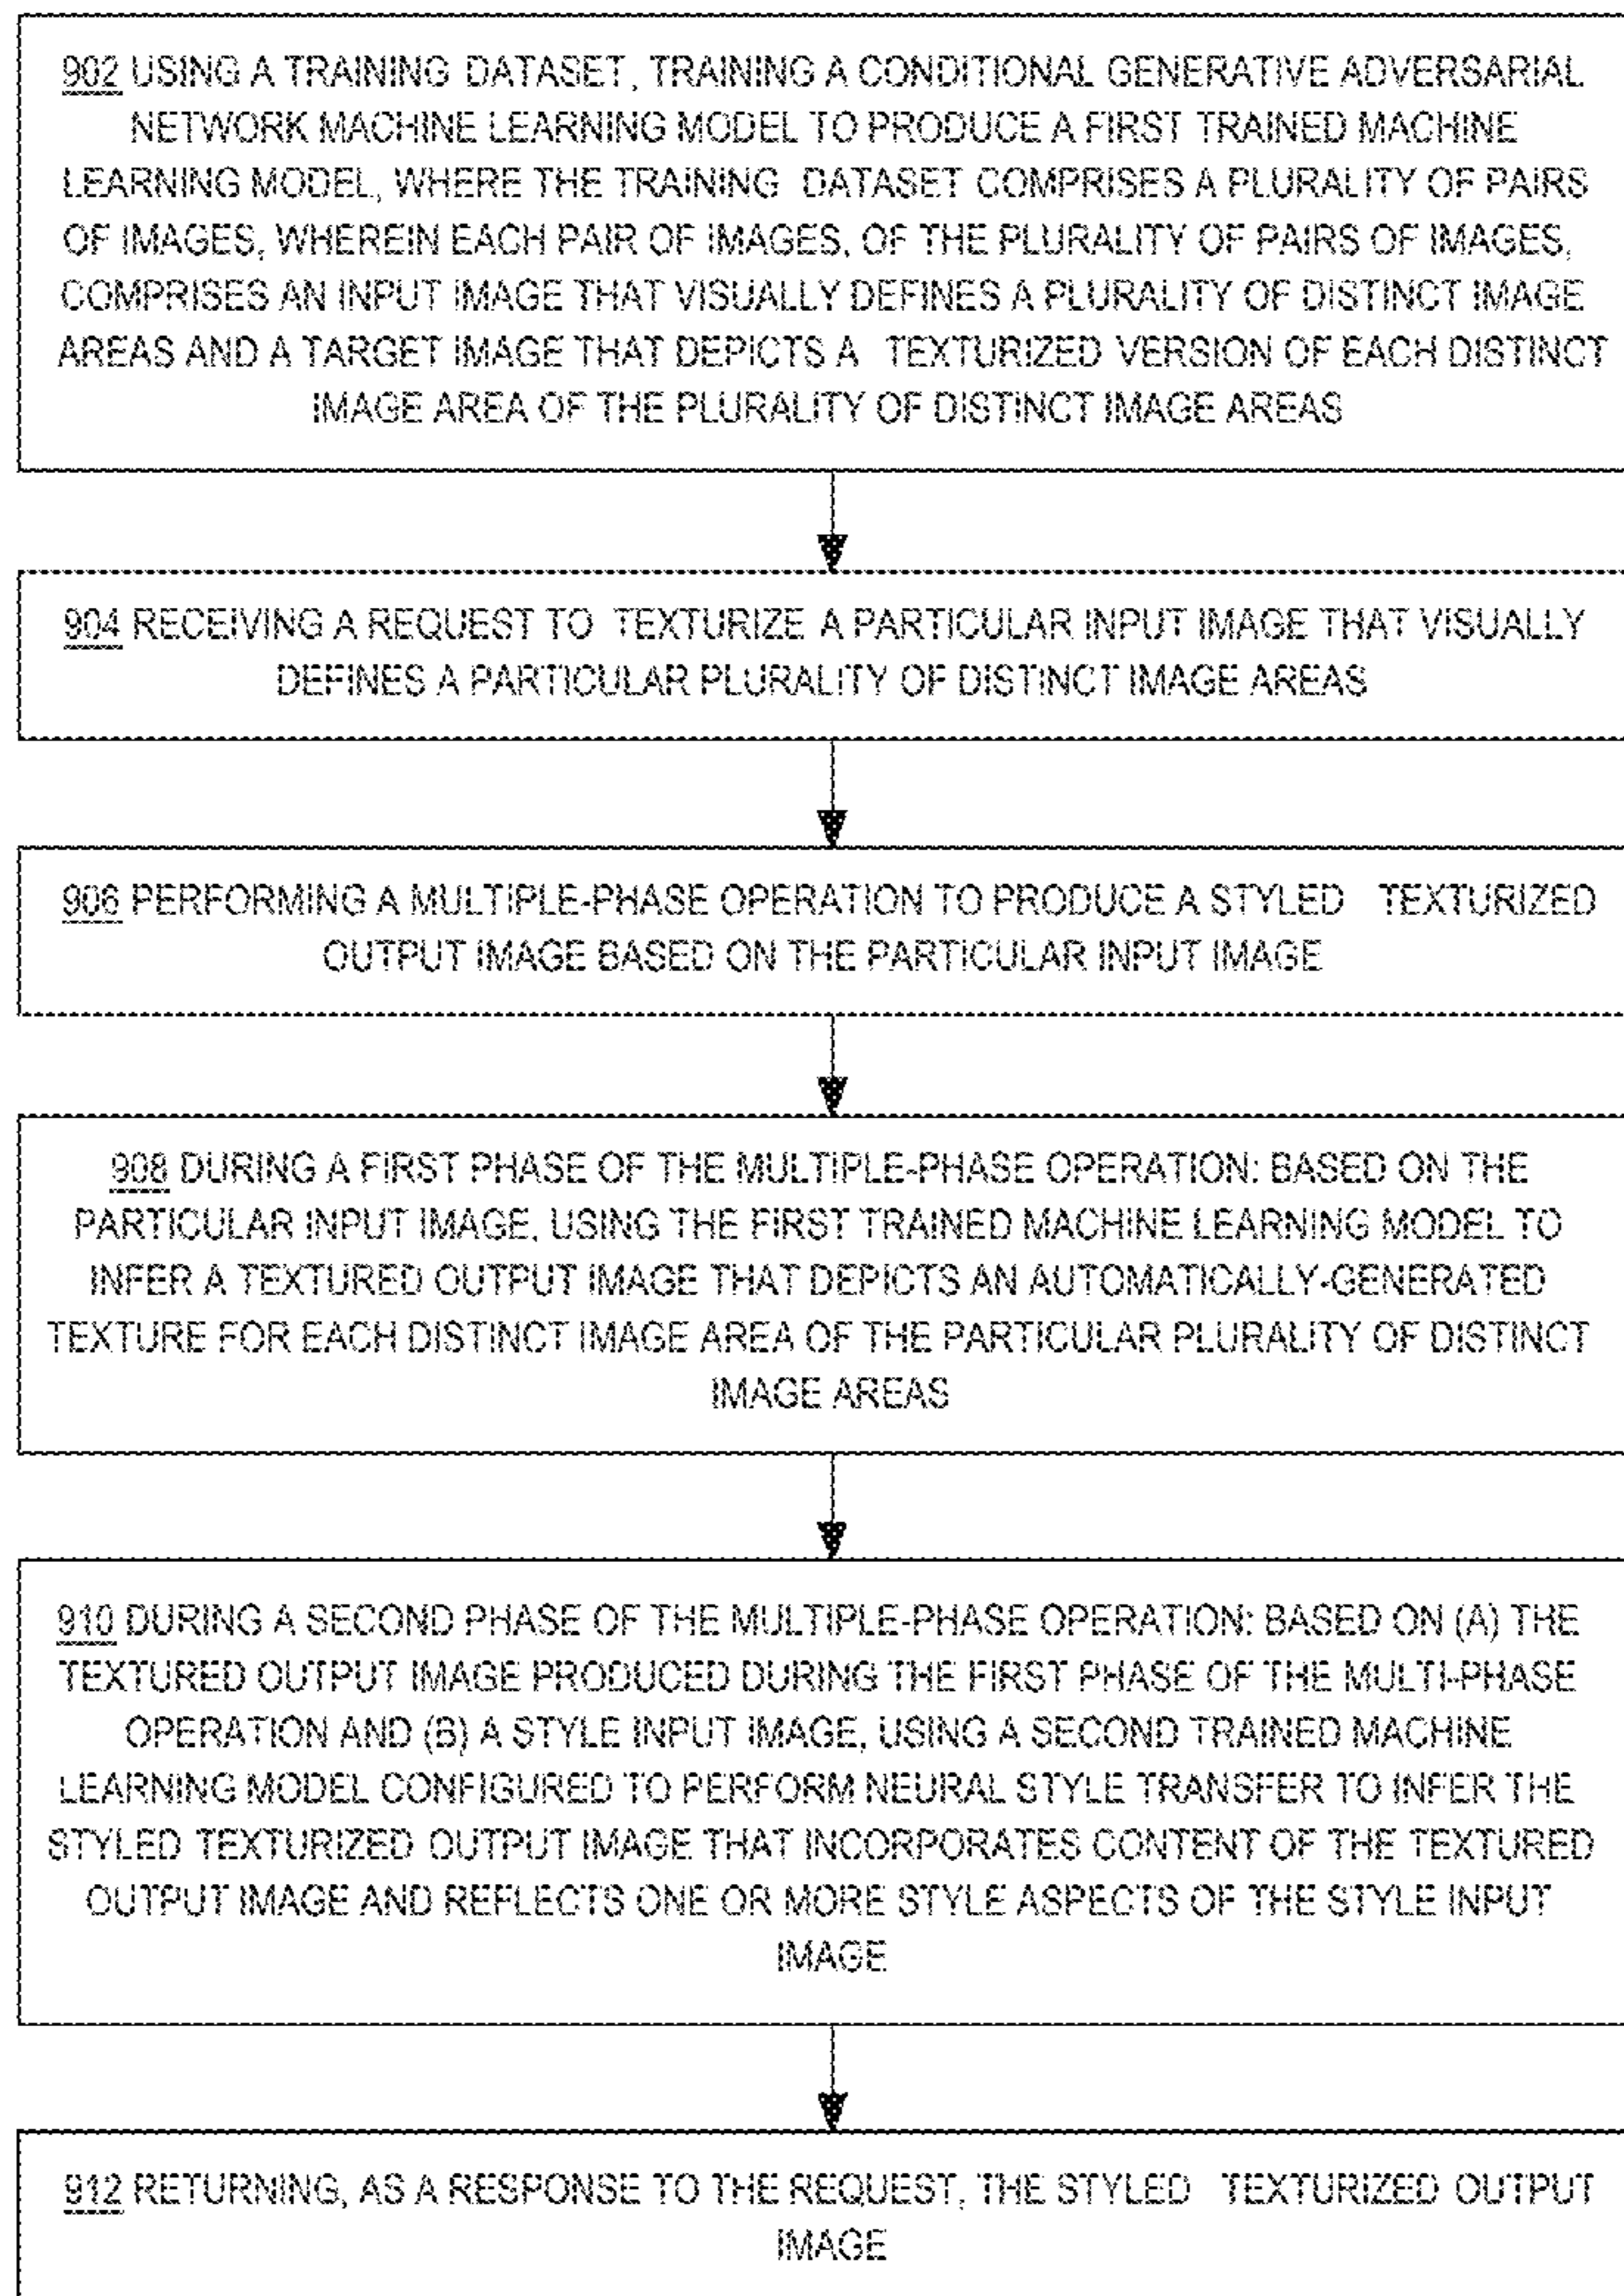 902 USING A TRAINING DATASET, TRAINING A CONDITIONAL GENERATIVE ADVERSARIAL
NETWORK MACHINE LEARNING MODEL TO PRODUCE A FIRST TRAINED MACHINE
LEARNING MODEL, WHERE THE TRAINING DATASET COMPRISES A PLURALITY OF PAIRS
OF IMAGES, WHEREIN EACH PAIR OF IMAGES, OF THE PLURALITY OF PAIRS OF IMAGES,
COMPRISES AN INPUT IMAGE THAT VISUALLY DEFINES A PLURALITY OF DISTINCT IMAGE
AREAS AND A TARGET IMAGE THAT DEPICTS A TEXTURIZED VERSION OF EACH DISTINCT
IMAGE AREA OF THE PLURALITY OF DISTINCT IMAGE AREAS
904 RECEIVING A REQUEST TO TEXTURIZE A PARTICULAR INPUT IMAGE THAT VISUALLY
DEFINES A PARTICULAR PLURALITY OF DISTINCT IMAGE AREAS
906 PERFORMING A MULTIPLE-PHASE OPERATION TO PRODUCE A STYLED TEXTURIZED
OUTPUT IMAGE BASED ON THE PARTICULAR INPUT IMAGE
908 DURING A FIRST PHASE OF THE MULTIPLE-PHASE OPERATION: BASED ON THE
PARTICULAR INPUT IMAGE, USING THE FIRST TRAINED MACHINE LEARNING MODEL TO
INFER A TEXTURED OUTPUT IMAGE THAT DEPICTS AN AUTOMATICALLY-GENERATED
TEXTURE FOR EACH DISTINCT IMAGE AREA OF THE PARTICULAR PLURALITY OF DISTINCT
IMAGE AREAS
910 DURING A SECOND PHASE OF THE MULTIPLE-PHASE OPERATION: BASED ON (A) THE
TEXTURED OUTPUT IMAGE PRODUCED DURING THE FIRST PHASE OF THE MULTI-PHASE
OPERATION AND (B) A STYLE INPUT IMAGE, USING A SECOND TRAINED MACHINE
LEARNING MODEL CONFIGURED TO PERFORM NEURAL STYLE TRANSFER TO INFER THE
STYLED TEXTURIZED OUTPUT IMAGE THAT INCORPORATES CONTENT OF THE TEXTURED
OUTPUT IMAGE AND REFLECTS ONE OR MORE STYLE ASPECTS OF THE STYLE INPUT
IMAGE
912 RETURNING, AS A RESPONSE TO THE REQUEST, THE STYLED TEXTURIZED OUTPUT
IMAGE